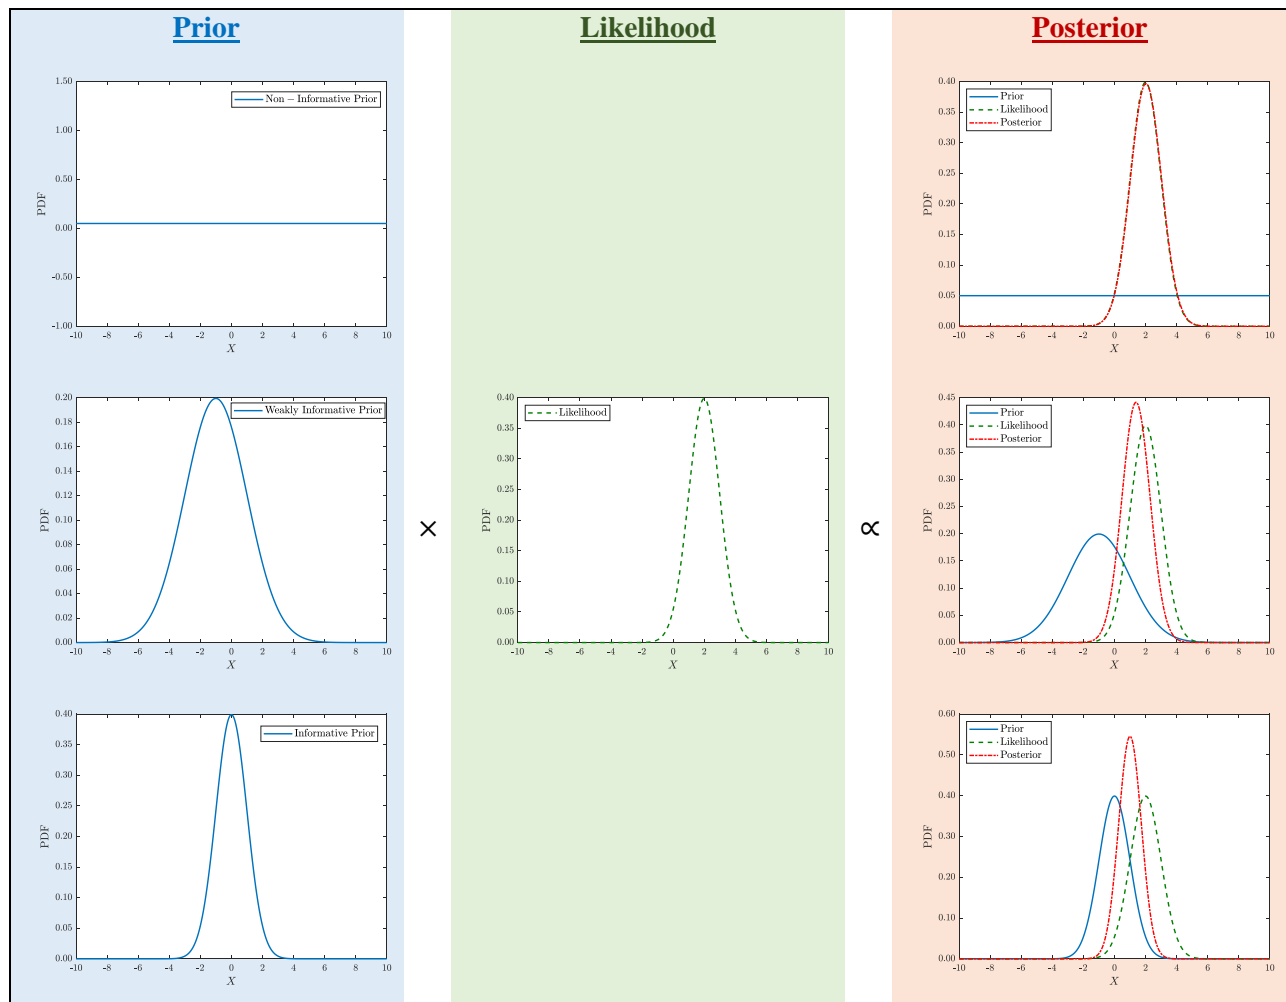 Prior
Likelihood
Posterior
1.50
1.00
0.50
0.00
-0.50
-1.00
PDF
Non - Informative Prior
-10 -8 -6 -4 -2 0 2 4 6 8 10
X
0.40
0.35
0.30
0.25
0.20
0.15
0.10
0.05
0.00
PDF
Prior
Likelihood
Posterior
-10 -8 -6 -4 -2 0 2 4 6 8 10
X
0.20
0.18
0.16
0.14
0.12
0.10
0.08
0.06
0.04
0.02
0.00
PDF
Weakly Informative Prior
-10 -8 -6 -4 -2 0 2 4 6 8 10
X
×
0.40
0.35
0.30
0.25
0.20
0.15
0.10
0.05
0.00
PDF
Likelihood
-10 -8 -6 -4 -2 0 2 4 6 8 10
X
∝
0.45
0.40
0.35
0.30
0.25
0.20
0.15
0.10
0.05
0.00
PDF
Prior
Likelihood
Posterior
-10 -8 -6 -4 -2 0 2 4 6 8 10
X
0.40
0.35
0.30
0.25
0.20
0.15
0.10
0.05
0.00
PDF
Informative Prior
-10 -8 -6 -4 -2 0 2 4 6 8 10
X
0.60
0.50
0.40
0.30
0.20
0.10
0.00
PDF
Prior
Likelihood
Posterior
-10 -8 -6 -4 -2 0 2 4 6 8 10
X